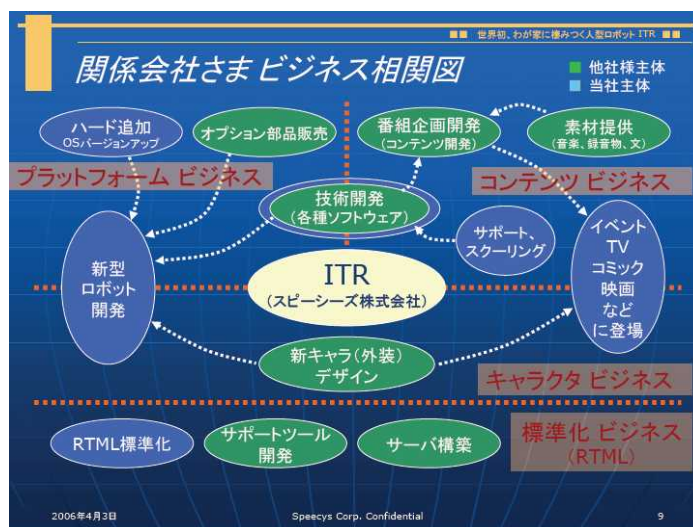 世界初、わが家に棲みつく人型ロボット ITR
関係会社さま ビジネス相関図
他社様主体
当社主体
ハード追加
OSバージョンアップ
オプション部品販売
番組企画開発
(コンテンツ開発)
素材提供
(音楽、録音物、文)
プラットフォーム ビジネス
コンテンツ ビジネス
技術開発
(各種ソフトウェア)
サポート、
スクーリング
新型
ロボット
開発
ITR
(スピーシーズ株式会社)
イベント
TV
コミック
映画
など
に登場
新キャラ(外装)
デザイン
キャラクタ ビジネス
RTML標準化
サポートツール
開発
サーバ構築
標準化 ビジネス
(RTML)
2006年4月3日
Speecys Corp. Confidential
9